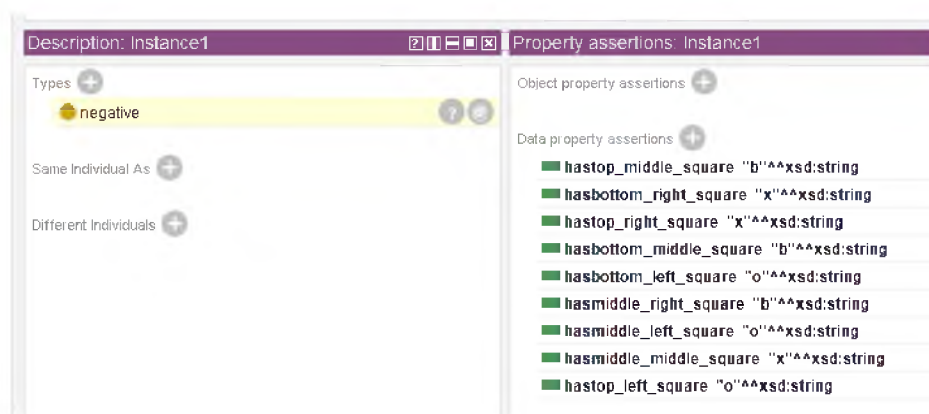 Description: Instance1
Types
negative
Same Individual As
Different Individuals
Property assertions: Instance1
Object property assertions
Data property assertions
hastop_middle_square "b"^^xsd:string
hasbottom_right_square "x"^^xsd:string
hastop_right_square "x"^^xsd:string
hasbottom_middle_square "b"^^xsd:string
hasbottom_left_square "o"^^xsd:string
hasmiddle_right_square "b"^^xsd:string
hasmiddle_left_square "o"^^xsd:string
hasmiddle_middle_square "x"^^xsd:string
hastop_left_square "o"^^xsd:string